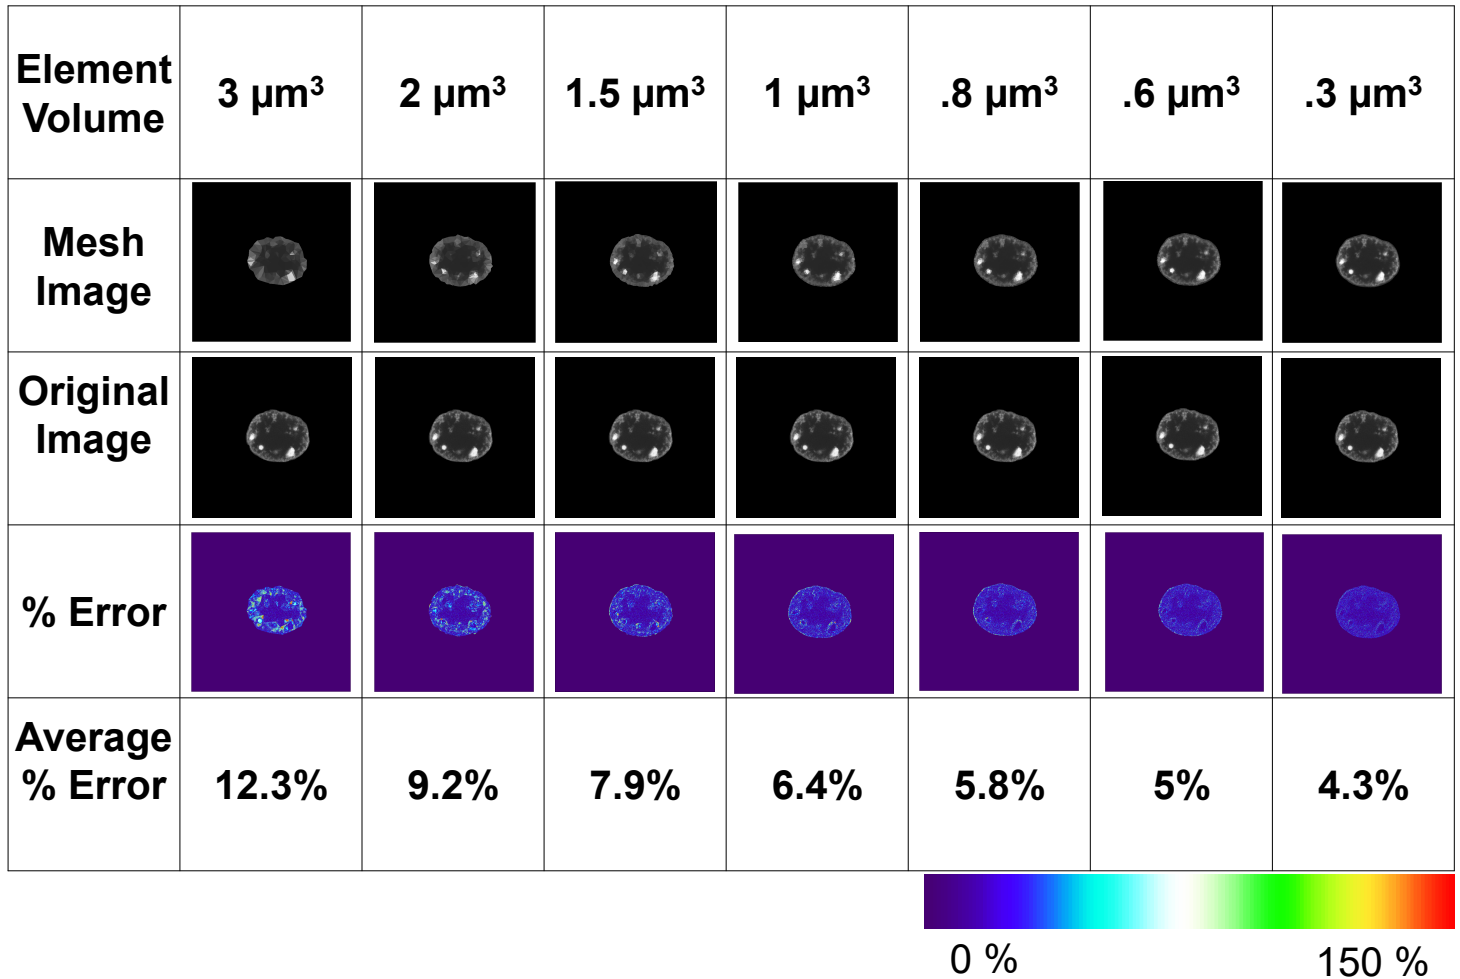 Element
Volume
3 µm³
2 µm³
1.5 µm³
1 µm³
.8 µm³
.6 µm³
.3 µm³
Mesh
Image
Original
Image
% Error
Average
% Error
12.3%
9.2%
7.9%
6.4%
5.8%
5%
4.3%
0 %
150 %